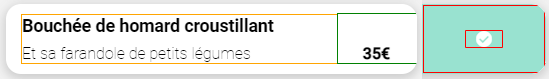 Bouchée de homard croustillant
Et sa farandole de petits légumes
35€